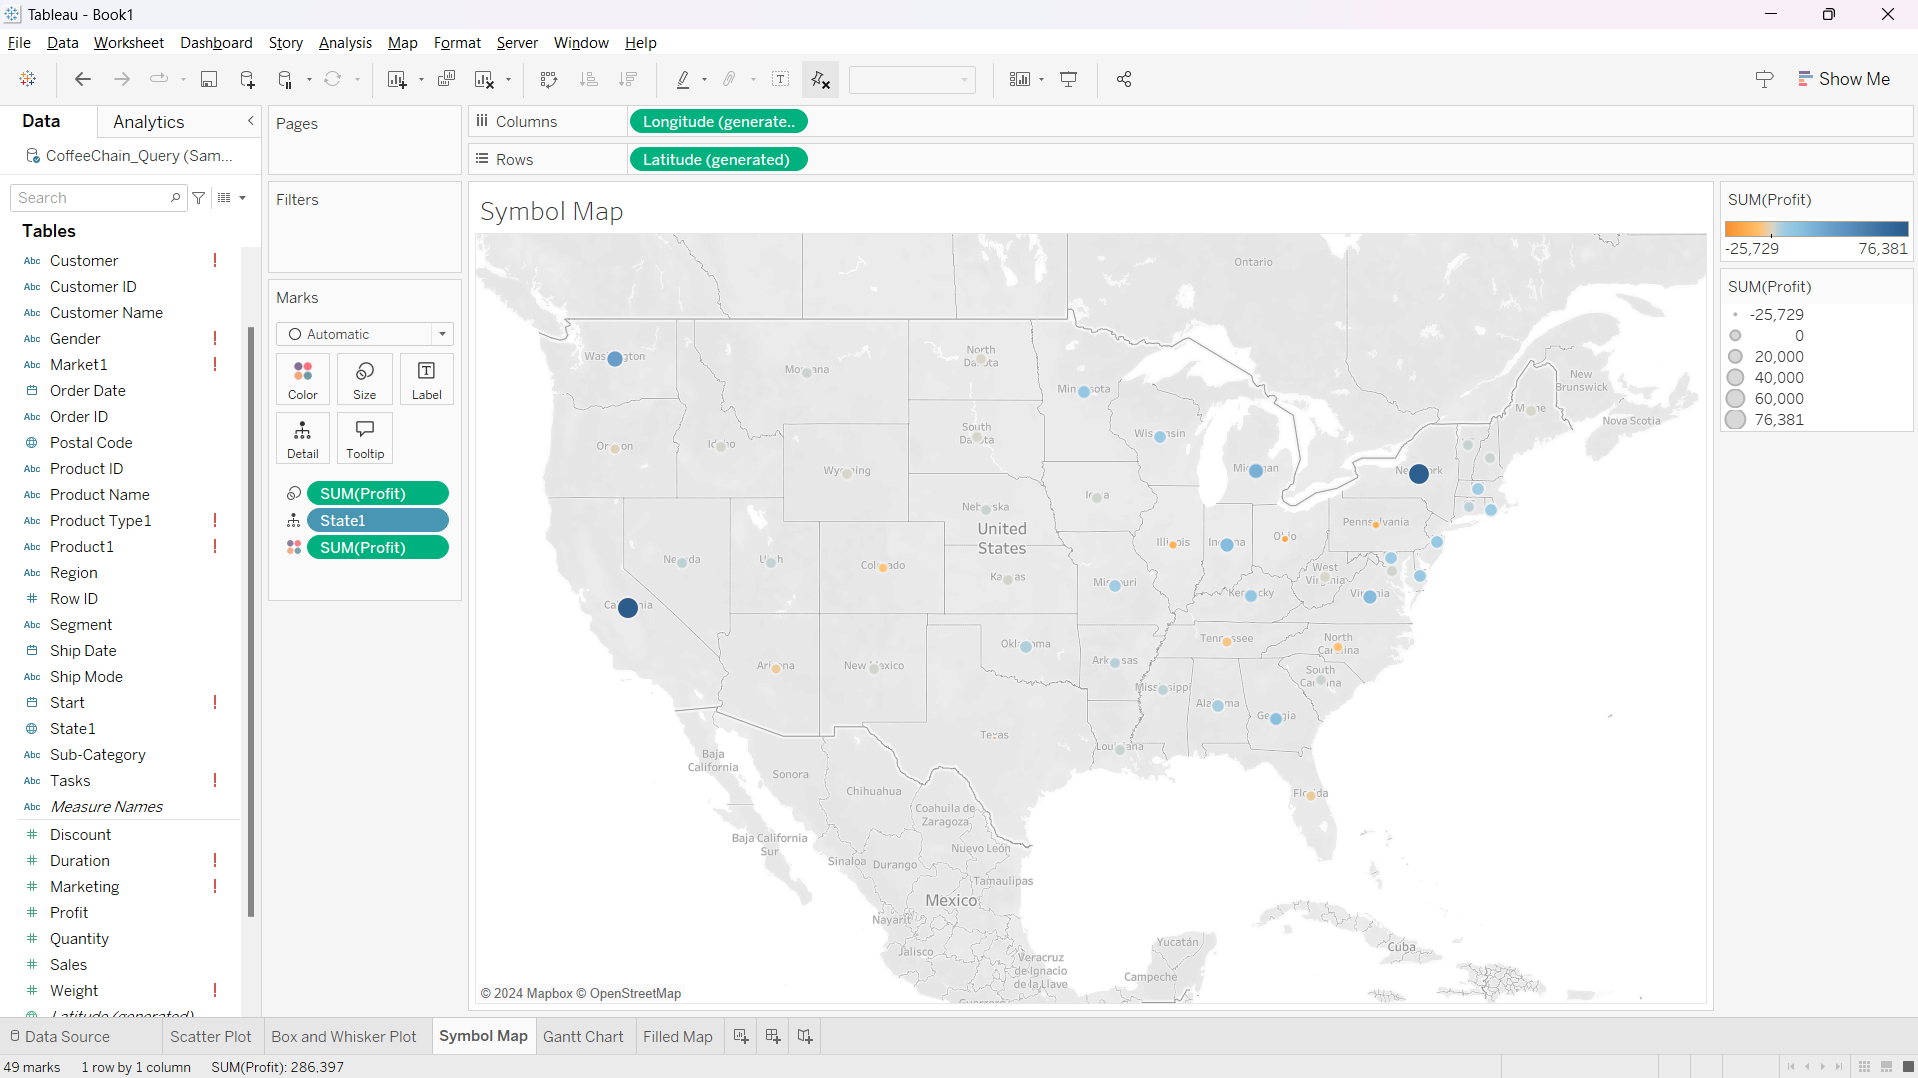 Tableau - Book1
File Data Worksheet Dashboard Story Analysis Map Format Server Window Help
Show Me
Data
Analytics
CoffeeChain_Query (Sam...
Search
Tables
Abc Customer !
Abc Customer ID
Abc Customer Name
Abc Gender !
Abc Market1 !
Order Date
Abc Order ID
Postal Code
Abc Product ID
Abc Product Name
Abc Product Type1 !
Abc Product1 !
Abc Region
# Row ID
Abc Segment
Ship Date
Abc Ship Mode
Start !
State1
Abc Sub-Category
Abc Tasks !
Abc Measure Names
# Discount
# Duration !
# Marketing !
# Profit
# Quantity
# Sales
# Weight !
Latitude (generated)
Pages
Filters
Marks
Automatic
Color
Size
Label
Detail
Tooltip
SUM(Profit)
State1
SUM(Profit)
Columns
Longitude (generate..
Rows
Latitude (generated)
Symbol Map
Ontario
New
Brunswick
Nova Scotia
North
Dakota
South
Dakota
United
States
Texas
West
Virginia
North
Carolina
South
Carolina
Baja
California
Sonora
Chihuahua
Coahuila de
Zaragoza
Baja California
Sur
Nuevo León
Sinaloa
Durango
Tamaulipas
Mexico
Nayarit
Jalisco
Yucatán
Campeche
Veracruz
de Ignacio
de la Llave
Cuba
Washington
Montana
Minnesota
Wisconsin
Michigan
New York
Maine
Oregon
Idaho
Wyoming
Iowa
Nebraska
Pennsylvania
Nevada
Utah
Colorado
Kansas
Illinois
Indiana
Ohio
Missouri
Kentucky
Virginia
California
Oklahoma
Tennessee
Arkansas
Arizona
New Mexico
Mississippi
Alabama
Georgia
Louisiana
Florida
© 2024 Mapbox © OpenStreetMap
SUM(Profit)
-25,729
76,381
SUM(Profit)
-25,729
0
20,000
40,000
60,000
76,381
Data Source
Scatter Plot
Box and Whisker Plot
Symbol Map
Gantt Chart
Filled Map
49 marks
1 row by 1 column
SUM(Profit): 286,397